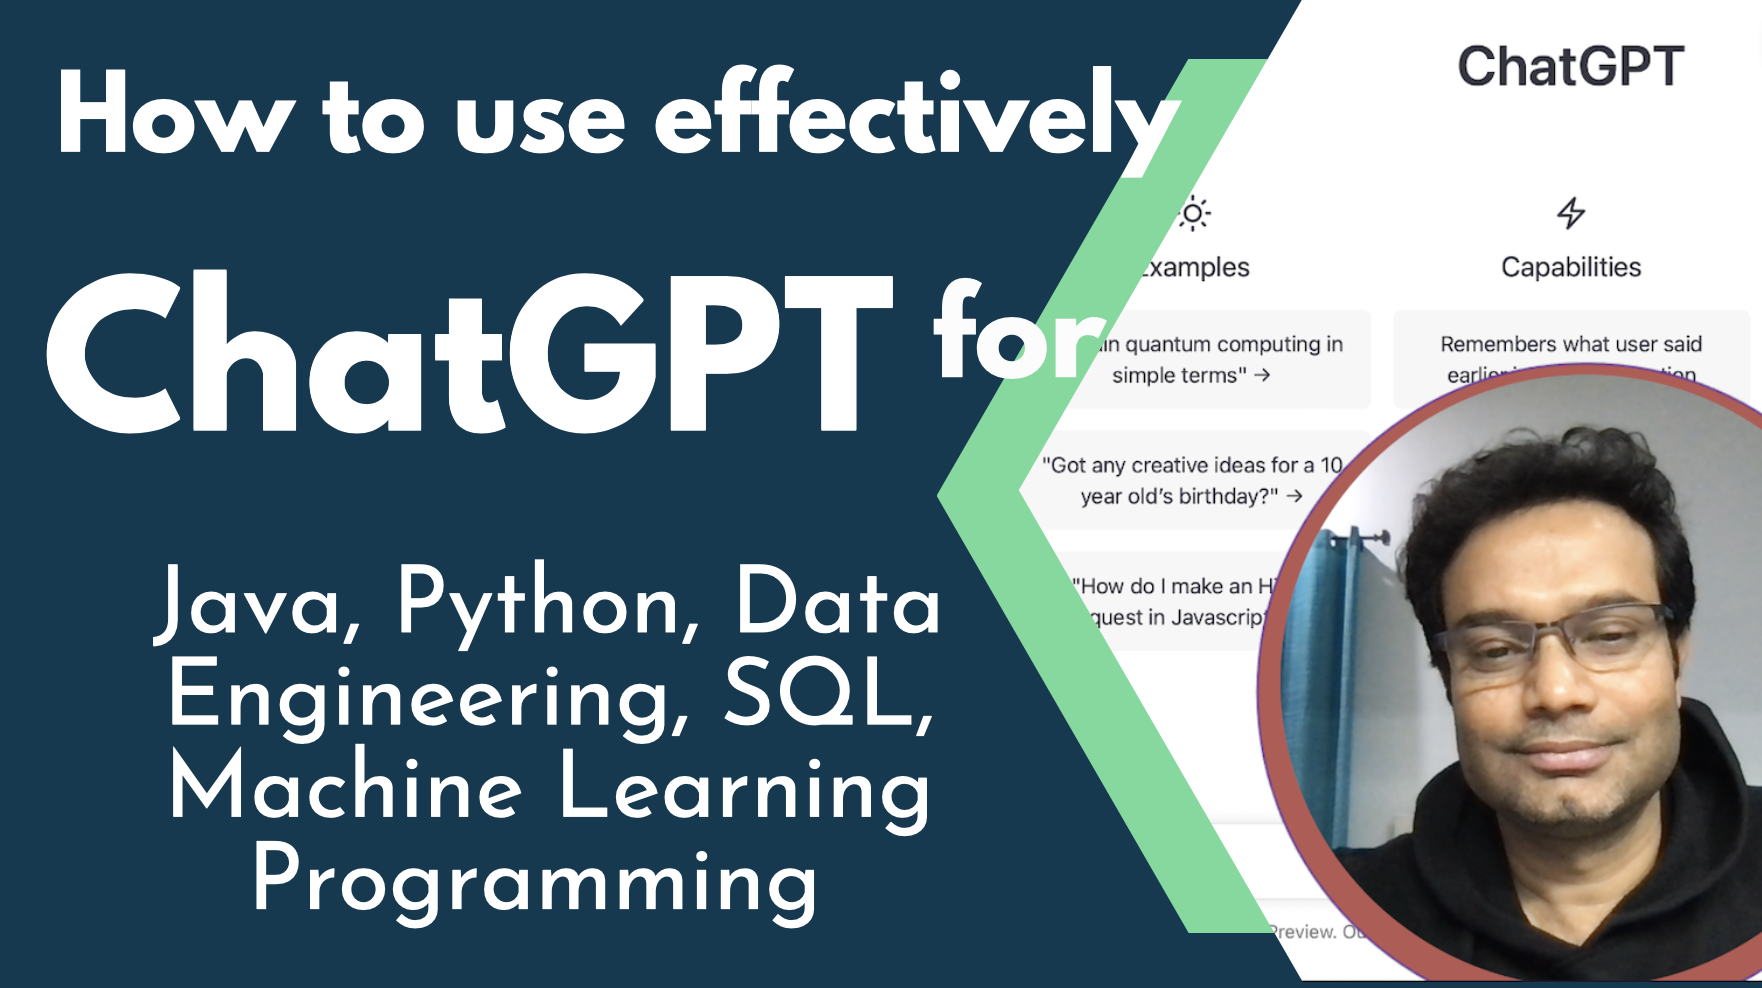 How to use effectively
ChatGPT for
Java, Python, Data
Engineering, SQL,
Machine Learning
Programming
ChatGPT
Examples
quantum computing in
simple terms" →
"Got any creative ideas for a 10
year old's birthday?" →
"How do I make an
in Javascript
Capabilities
Remembers what user said
Preview.